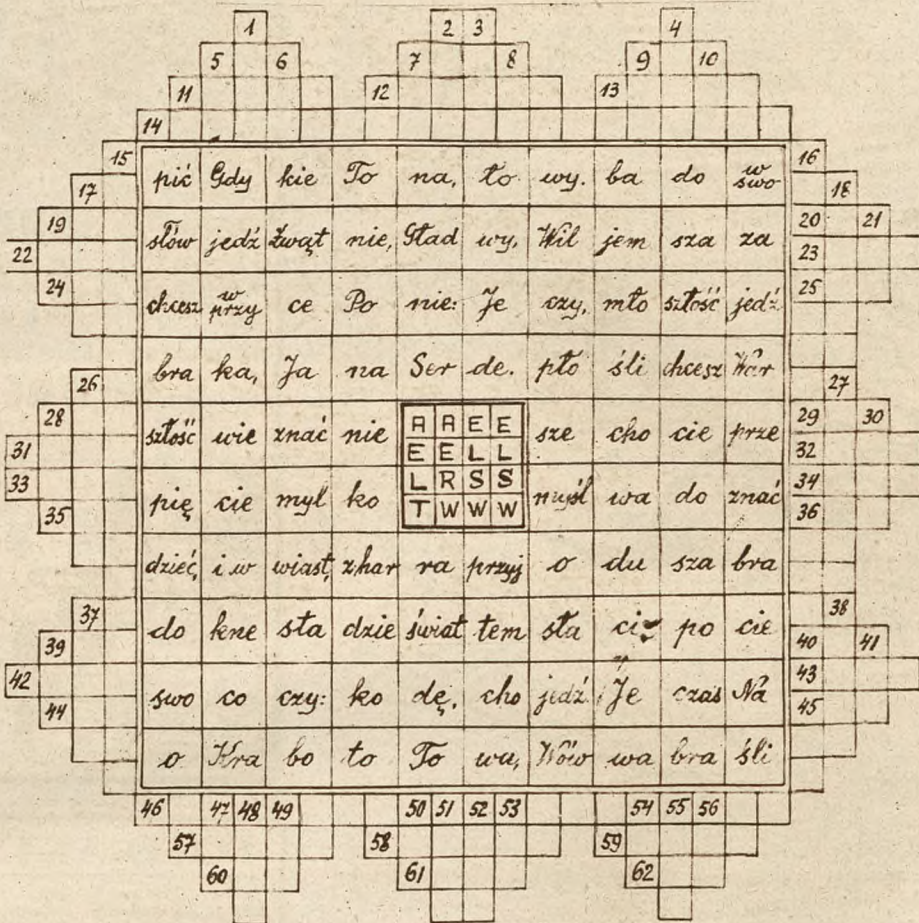 1 2 3 4
5 6 7 8 9 10
11 12 13
14
15 pić Gdy kie To na, to wy. ba do w swo 16
17 18
19 słów jedź Zwąt nie, Stad wy, Wil jem sza za 20 21
22 23
24 chcesz w przy ce Po nie: Je czy, mło szłość jedź 25
bra ka, Ja na Ser de. pło śli chcesz War
26 27
28 szłość wie znać nie A A E E sze cho cie prze 29 30
31 E E L L 32
33 L R S S 34
35 pię cie myl ko T W W W myśl wa do znać 36
dzieć, i w wiast, z har ra przyj o du sza bra
37 38
39 do kne sta dzie świat tem sta ci- po cie 40 41
42 43
44 swo co czy: ko dę, cho jedź Je czas Na 45
o Kra bo to To wu, Wów wa bra śli
46 47 48 49 50 51 52 53 54 55 56
57 58 59
60 61 62